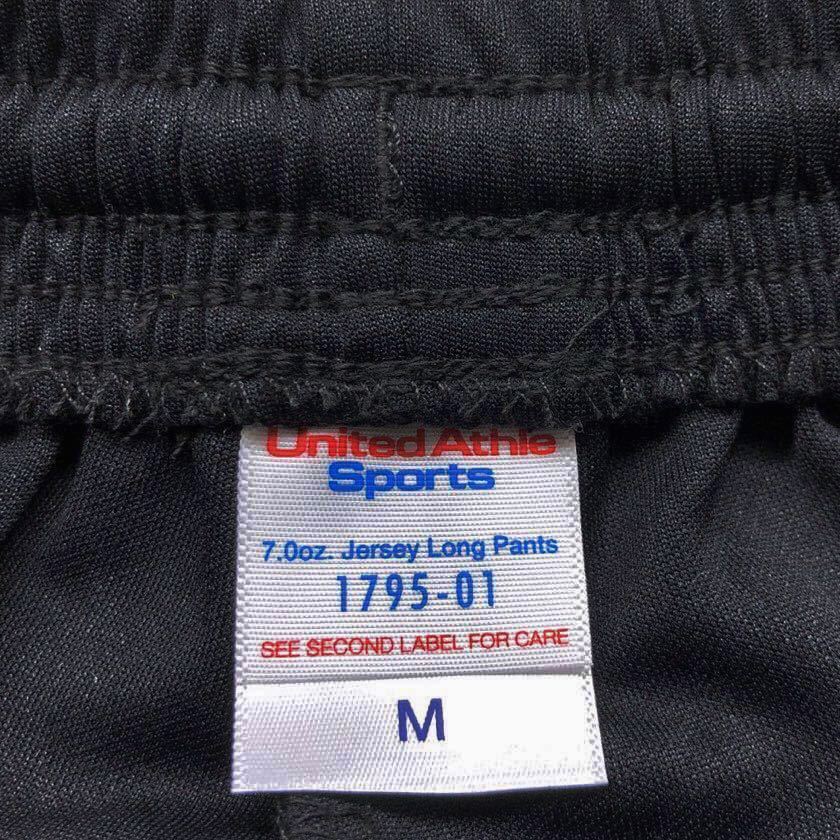 United Athle
Sports
7.0oz. Jersey Long Pants
1795-01
SEE SECOND LABEL FOR CARE
M